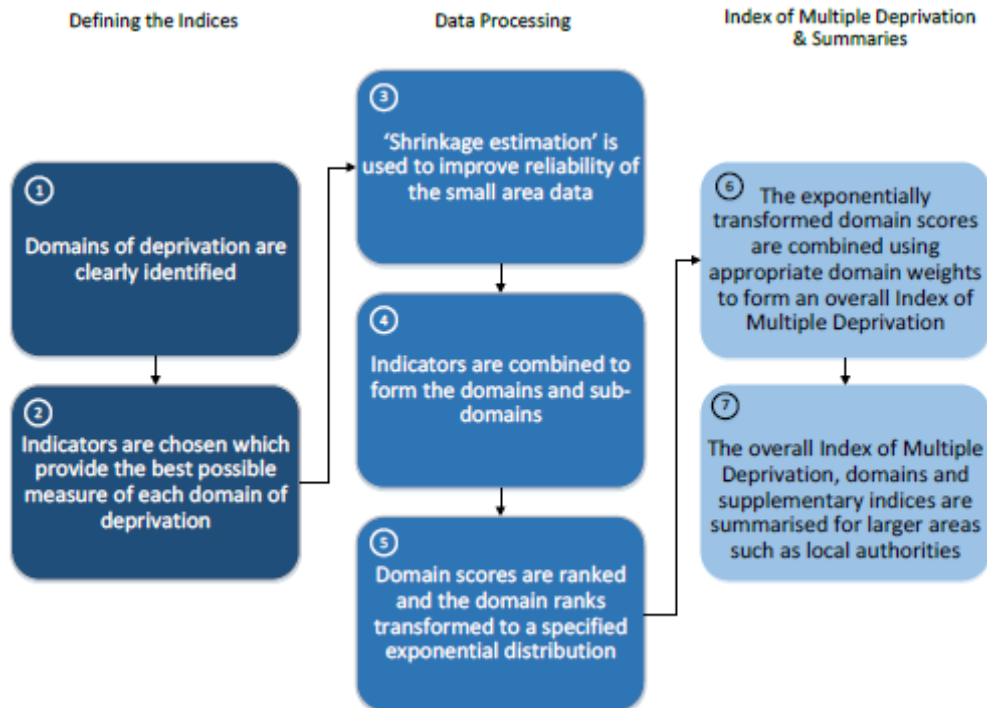 Defining the Indices
Data Processing
Index of Multiple Deprivation
& Summaries
1
Domains of deprivation are
clearly identified
2
Indicators are chosen which
provide the best possible
measure of each domain of
deprivation
3
‘Shrinkage estimation’ is
used to improve reliability of
the small area data
4
Indicators are combined to
form the domains and sub-
domains
5
Domain scores are ranked
and the domain ranks
transformed to a specified
exponential distribution
6
The exponentially
transformed domain scores
are combined using
appropriate domain weights
to form an overall Index of
Multiple Deprivation
7
The overall Index of Multiple
Deprivation, domains and
supplementary indices are
summarised for larger areas
such as local authorities